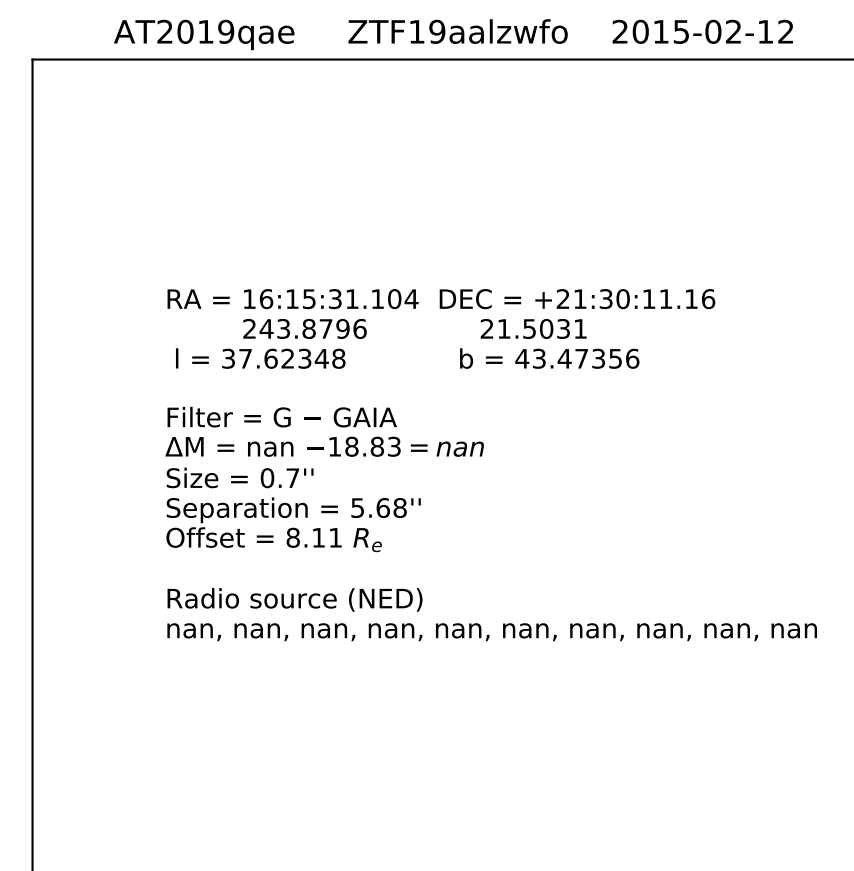 AT2019qae ZTF19aalzwfo 2015-02-12
RA = 16:15:31.104 DEC = +21:30:11.16
243.8796 21.5031
l = 37.62348 b = 43.47356
Filter = G − GAIA
ΔM = nan −18.83 = nan
Size = 0.7''
Separation = 5.68''
Offset = 8.11 Rₑ
Radio source (NED)
nan, nan, nan, nan, nan, nan, nan, nan, nan, nan